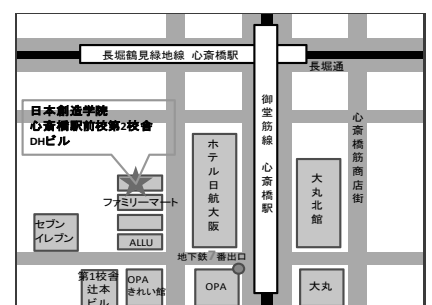 長堀鶴見緑地線 心斎橋駅
長堀通
日本創造学院
心斎橋駅前校第2校舎
DHビル
御堂筋線 心斎橋駅
心斎橋筋商店街
ホテル日航大阪
大丸北館
ファミリーマート
セブン
イレブン
ALLU
地下鉄7番出口
第1校舎
辻本
ビル
OPA
きれい館
OPA
大丸